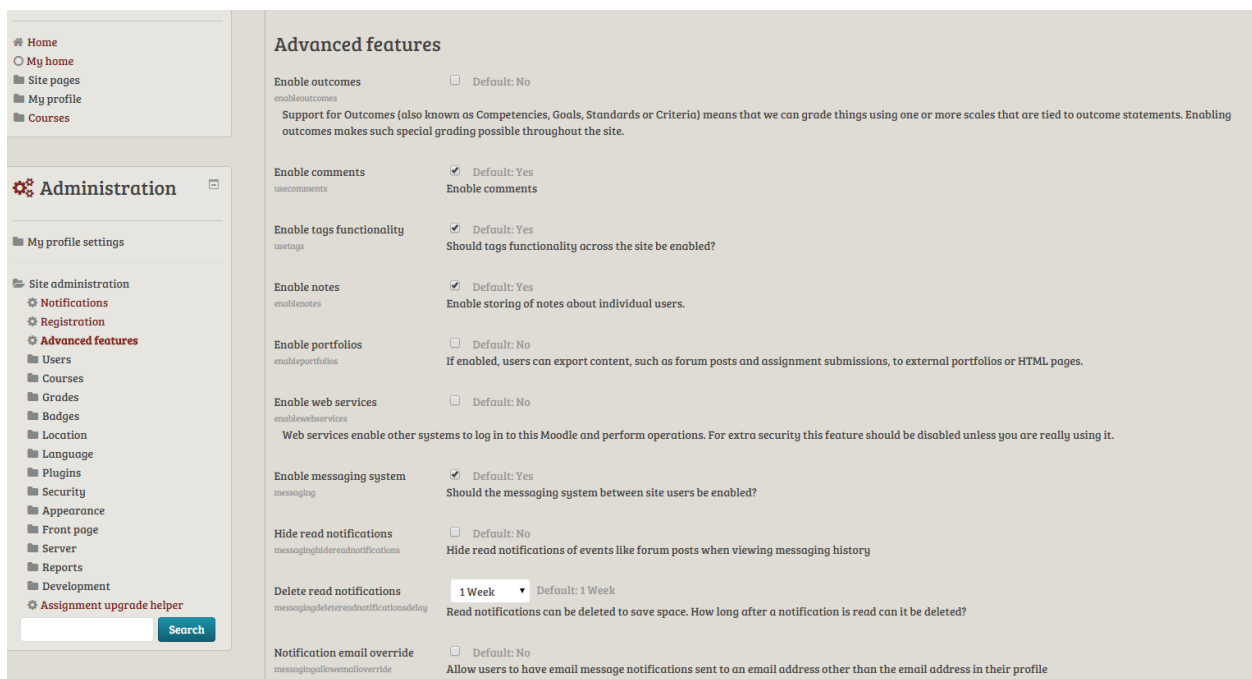 Home
My home
Site pages
My profile
Courses
Administration
My profile settings
Site administration
Notifications
Registration
Advanced features
Users
Courses
Grades
Badges
Location
Language
Plugins
Security
Appearance
Front page
Server
Reports
Development
Assignment upgrade helper
Search
Advanced features
Enable outcomes Default: No
enableoutcomes
Support for Outcomes (also known as Competencies, Goals, Standards or Criteria) means that we can grade things using one or more scales that are tied to outcome statements. Enabling
outcomes makes such special grading possible throughout the site.
Enable comments Default: Yes
usecomments Enable comments
Enable tags functionality Default: Yes
usetags Should tags functionality across the site be enabled?
Enable notes Default: Yes
enablenotes Enable storing of notes about individual users.
Enable portfolios Default: No
enableportfolios If enabled, users can export content, such as forum posts and assignment submissions, to external portfolios or HTML pages.
Enable web services Default: No
enablewebservices
Web services enable other systems to log in to this Moodle and perform operations. For extra security this feature should be disabled unless you are really using it.
Enable messaging system Default: Yes
messaging Should the messaging system between site users be enabled?
Hide read notifications Default: No
messaginghidereadnotifications Hide read notifications of events like forum posts when viewing messaging history
Delete read notifications 1 Week Default: 1 Week
messagingdeletereadnotificationsdelay Read notifications can be deleted to save space. How long after a notification is read can it be deleted?
Notification email override Default: No
messagingallowemailoverride Allow users to have email message notifications sent to an email address other than the email address in their profile